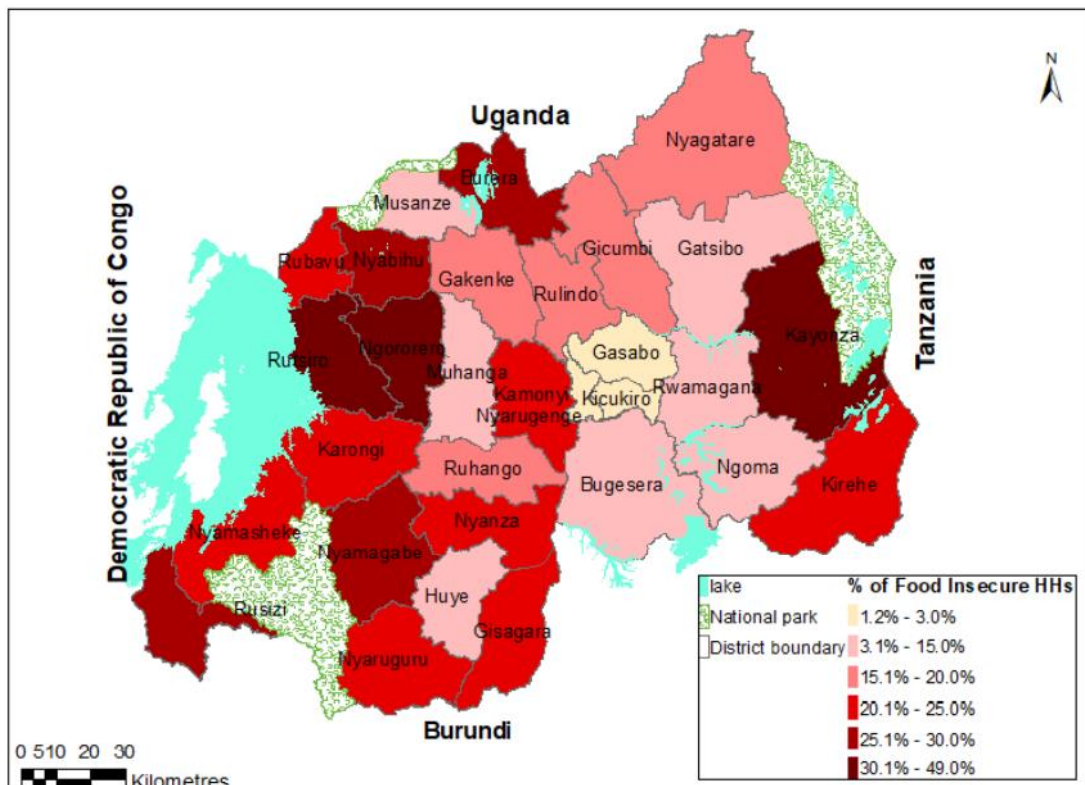 N
Uganda
Nyagatare
Burera
Musanze
Gicumbi
Gatsibo
Rubavu
Nyabihu
Gakenke
Rulindo
Democratic Republic of Congo
Tanzania
Kayonza
Rutsiro
Ngororero
Gasabo
Muhanga
Kamonyi
Kicukiro
Rwamagana
Nyarugenge
Karongi
Ruhango
Ngoma
Bugesera
Kirehe
Nyanza
Nyamasheke
Nyamagabe
Huye
Rusizi
Gisagara
Nyaruguru
Burundi
lake
National park
District boundary
% of Food Insecure HHs
1.2% - 3.0%
3.1% - 15.0%
15.1% - 20.0%
20.1% - 25.0%
25.1% - 30.0%
30.1% - 49.0%
0 510 20 30
Kilometres